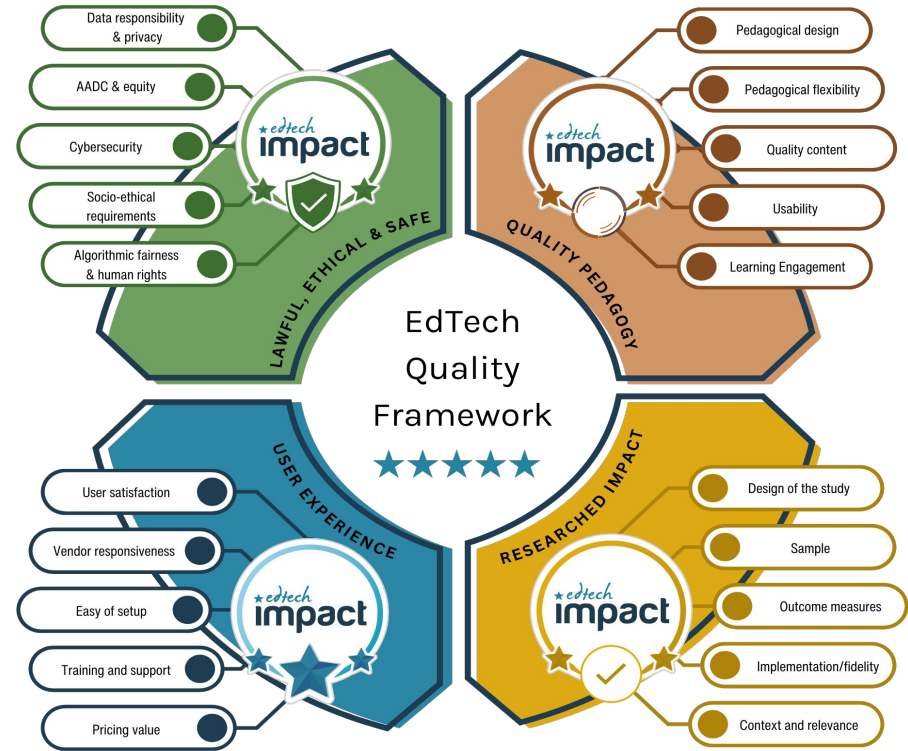 Data responsibility
& privacy
AADC & equity
Cybersecurity
Socio-ethical
requirements
Algorithmic fairness
& human rights
edtech
impact
LAWFUL, ETHICAL & SAFE
Pedagogical design
Pedagogical flexibility
Quality content
Usability
Learning Engagement
edtech
impact
QUALITY PEDAGOGY
EdTech
Quality
Framework
User satisfaction
Vendor responsiveness
Easy of setup
Training and support
Pricing value
edtech
impact
USER EXPERIENCE
Design of the study
Sample
Outcome measures
Implementation/fidelity
Context and relevance
edtech
impact
RESEARCHED IMPACT